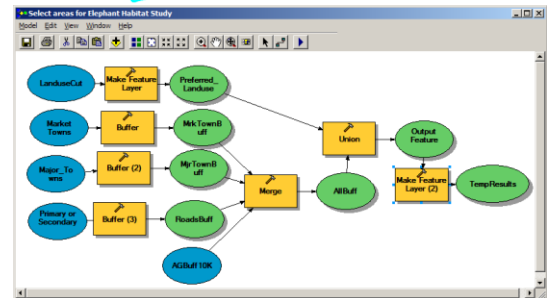 Select areas for Elephant Habitat Study
Model Edit View Window Help
LanduseCut
Make Feature
Layer
Preferred_
Landuse
Market
Towns
Buffer
MrkTownB
uff
Union
Output
Feature
Major_To
wns
Buffer (2)
MjrTownB
uff
Merge
AllBuff
Make Feature
Layer (2)
TempResults
Primary or
Secondary
Buffer (3)
RoadsBuff
AGBuff10K